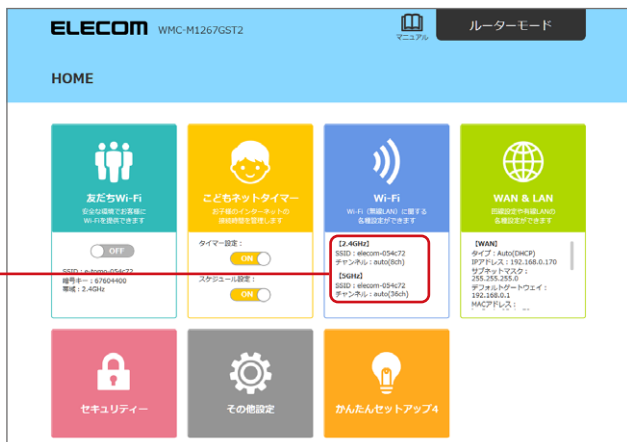 ELECOM WMC-M1267GST2
マニュアル
ルーターモード
HOME
友だちWi-Fi
安全な環境でお客様に
Wi-Fiを提供できます
OFF
SSID：e-tomo-054c72
暗号キー：67604400
帯域：2.4GHz
こどもネットタイマー
お子様のインターネットの
接続時間を管理します
タイマー設定：
ON
スケジュール設定：
ON
Wi-Fi
Wi-Fi（無線LAN）に関する
各種設定ができます
【2.4GHz】
SSID：elecom-054c72
チャンネル：auto(8ch)
【5GHz】
SSID：elecom-054c72
チャンネル：auto(36ch)
WAN & LAN
回線設定や有線LANの
各種設定ができます
【WAN】
タイプ：Auto(DHCP)
IPアドレス：192.168.0.170
サブネットマスク：
255.255.255.0
デフォルトゲートウェイ：
192.168.0.1
MACアドレス：
セキュリティー
その他設定
かんたんセットアップ4